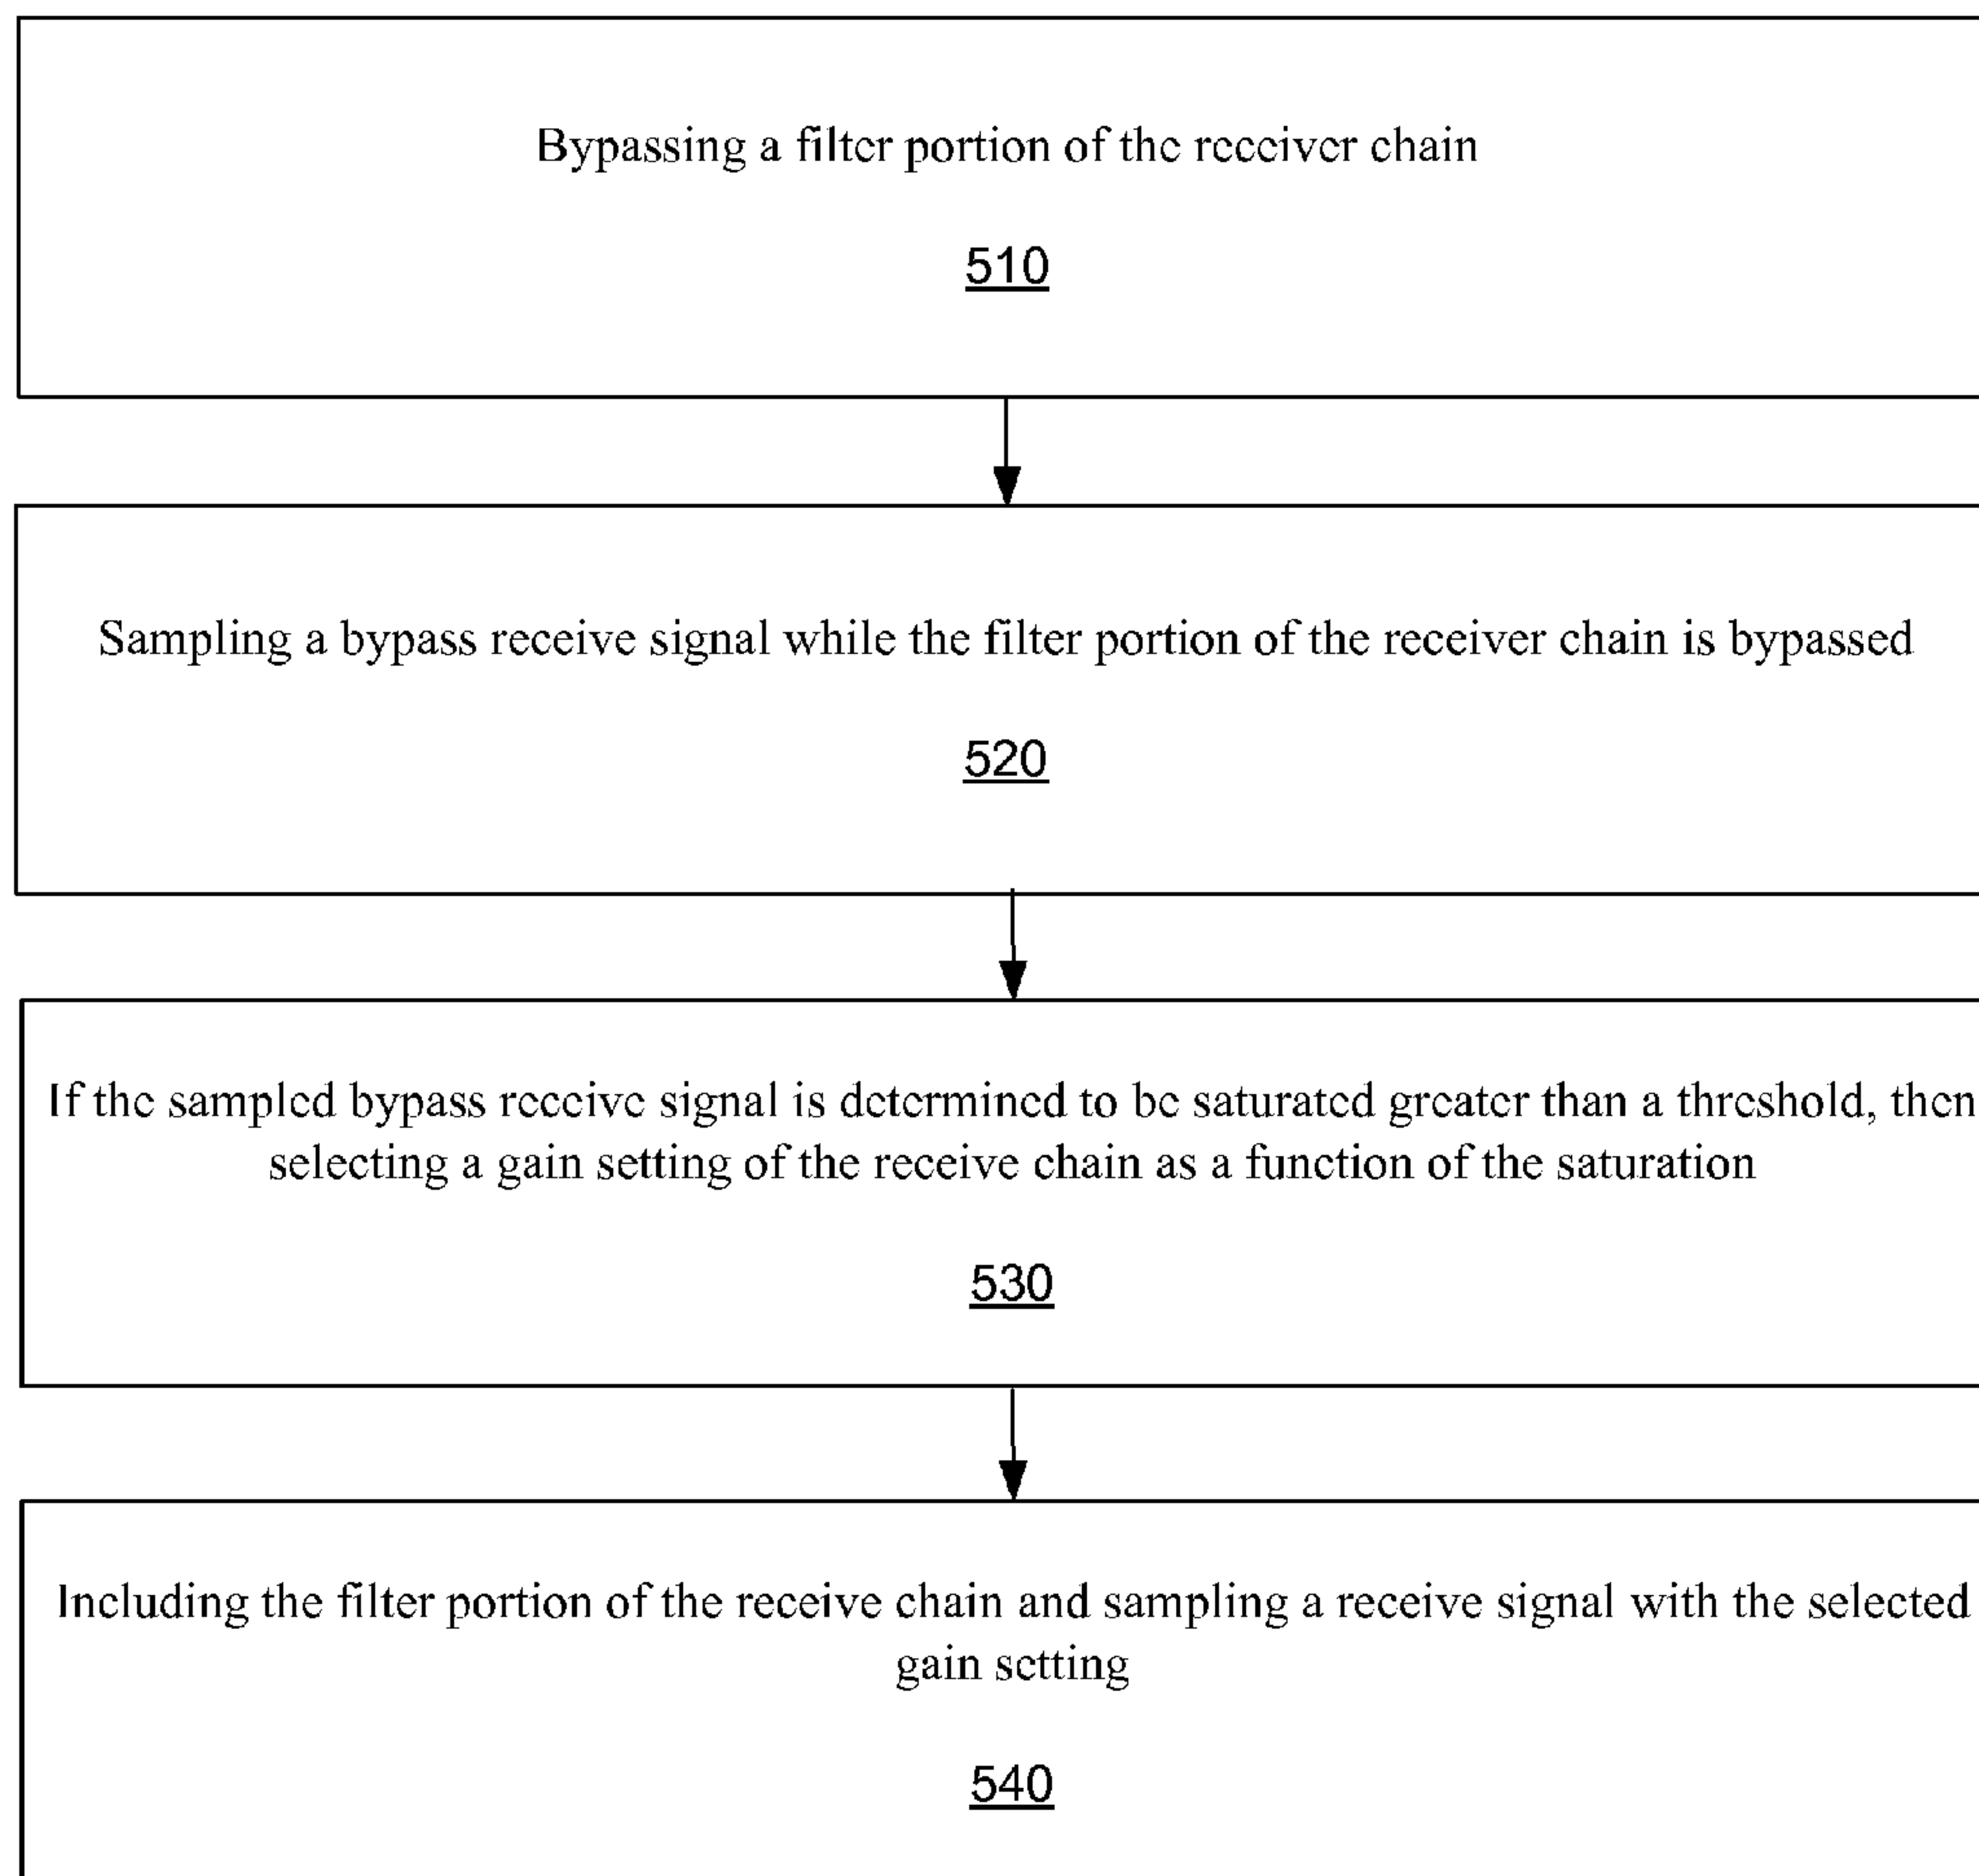 Bypassing a filter portion of the receiver chain
510
Sampling a bypass receive signal while the filter portion of the receiver chain is bypassed
520
If the sampled bypass receive signal is determined to be saturated greater than a threshold, then
selecting a gain setting of the receive chain as a function of the saturation
530
Including the filter portion of the receive chain and sampling a receive signal with the selected
gain setting
540